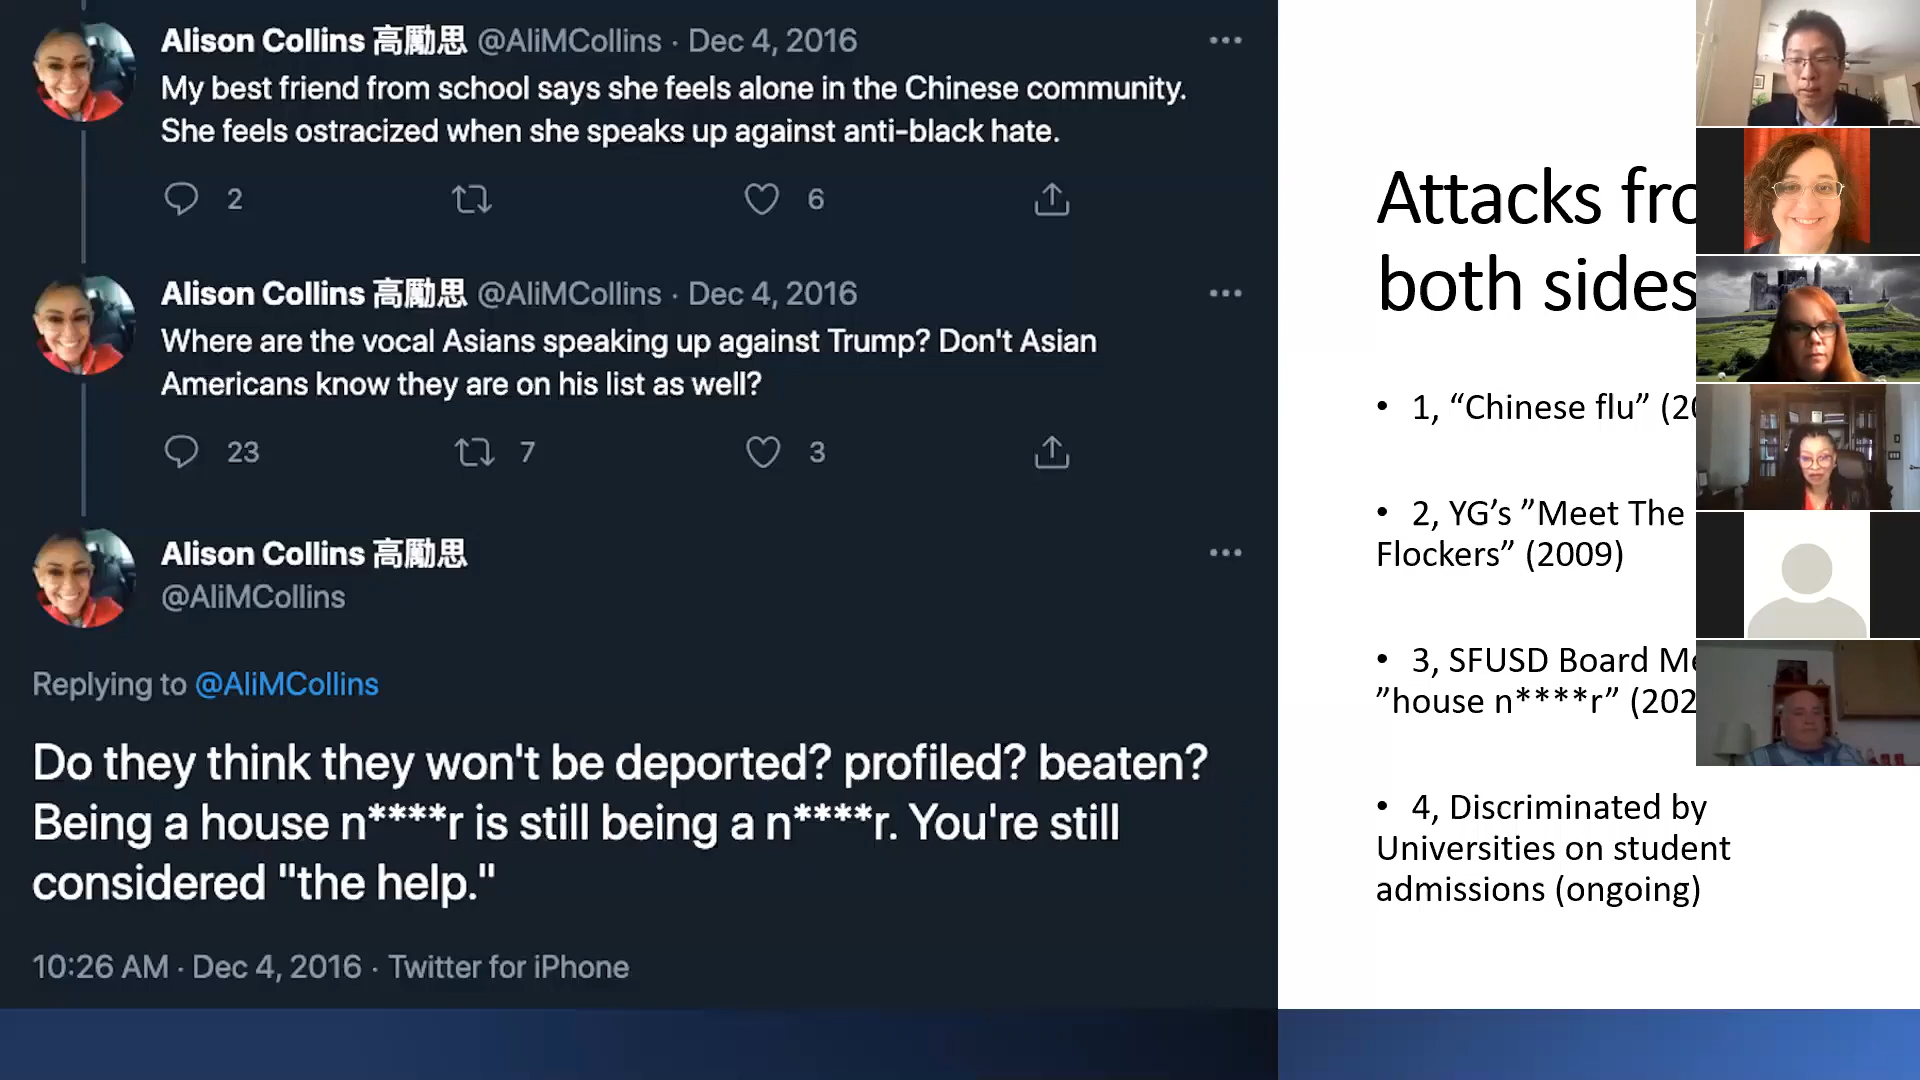 Alison Collins 高勵思 @AliMCollins · Dec 4, 2016
My best friend from school says she feels alone in the Chinese community.
She feels ostracized when she speaks up against anti-black hate.
2 6
Alison Collins 高勵思 @AliMCollins · Dec 4, 2016
Where are the vocal Asians speaking up against Trump? Don't Asian
Americans know they are on his list as well?
23 7 3
Alison Collins 高勵思
@AliMCollins
Replying to @AliMCollins
Do they think they won't be deported? profiled? beaten?
Being a house n****r is still being a n****r. You're still
considered "the help."
10:26 AM · Dec 4, 2016 · Twitter for iPhone
Attacks
both sides
• 1, “Chinese flu”
• 2, YG’s ”Meet The
Flockers” (2009)
• 3, SFUSD Board
”house n****r”
• 4, Discriminated by
Universities on student
admissions (ongoing)